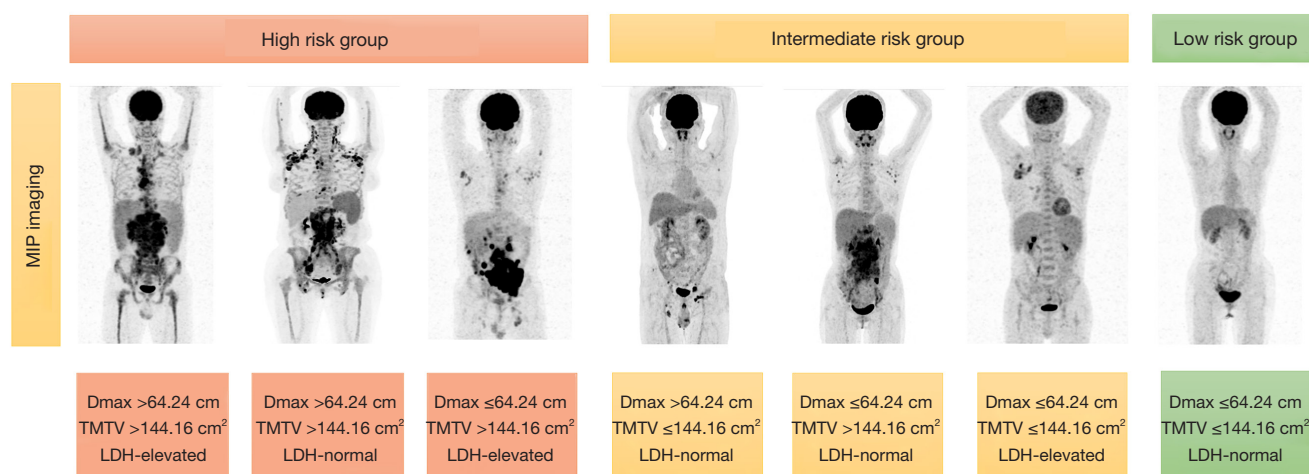 High risk group
Intermediate risk group
Low risk group
MIP imaging
Dmax >64.24 cm
TMTV >144.16 cm²
LDH-elevated
Dmax >64.24 cm
TMTV >144.16 cm²
LDH-normal
Dmax ≤64.24 cm
TMTV >144.16 cm²
LDH-elevated
Dmax >64.24 cm
TMTV ≤144.16 cm²
LDH-normal
Dmax ≤64.24 cm
TMTV >144.16 cm²
LDH-normal
Dmax ≤64.24 cm
TMTV ≤144.16 cm²
LDH-elevated
Dmax ≤64.24 cm
TMTV ≤144.16 cm²
LDH-normal